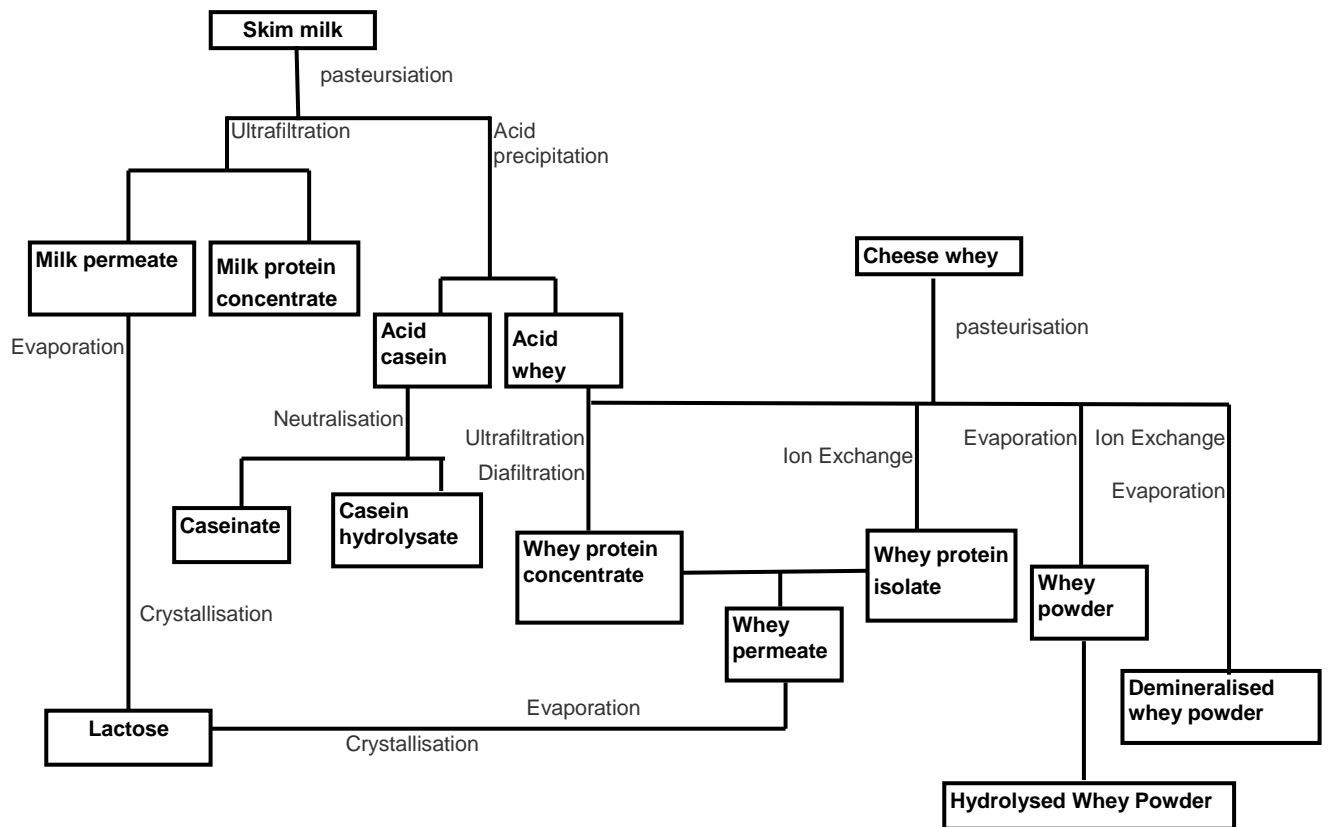 Skim milk
pasteursiation
Ultrafiltration
Acid
precipitation
Milk permeate
Milk protein
concentrate
Cheese whey
Evaporation
Acid
casein
Acid
whey
pasteurisation
Neutralisation
Ultrafiltration
Diafiltration
Ion Exchange
Evaporation
Ion Exchange
Evaporation
Caseinate
Casein
hydrolysate
Whey protein
concentrate
Whey protein
isolate
Whey
powder
Crystallisation
Whey
permeate
Demineralised
whey powder
Lactose
Evaporation
Crystallisation
Hydrolysed Whey Powder